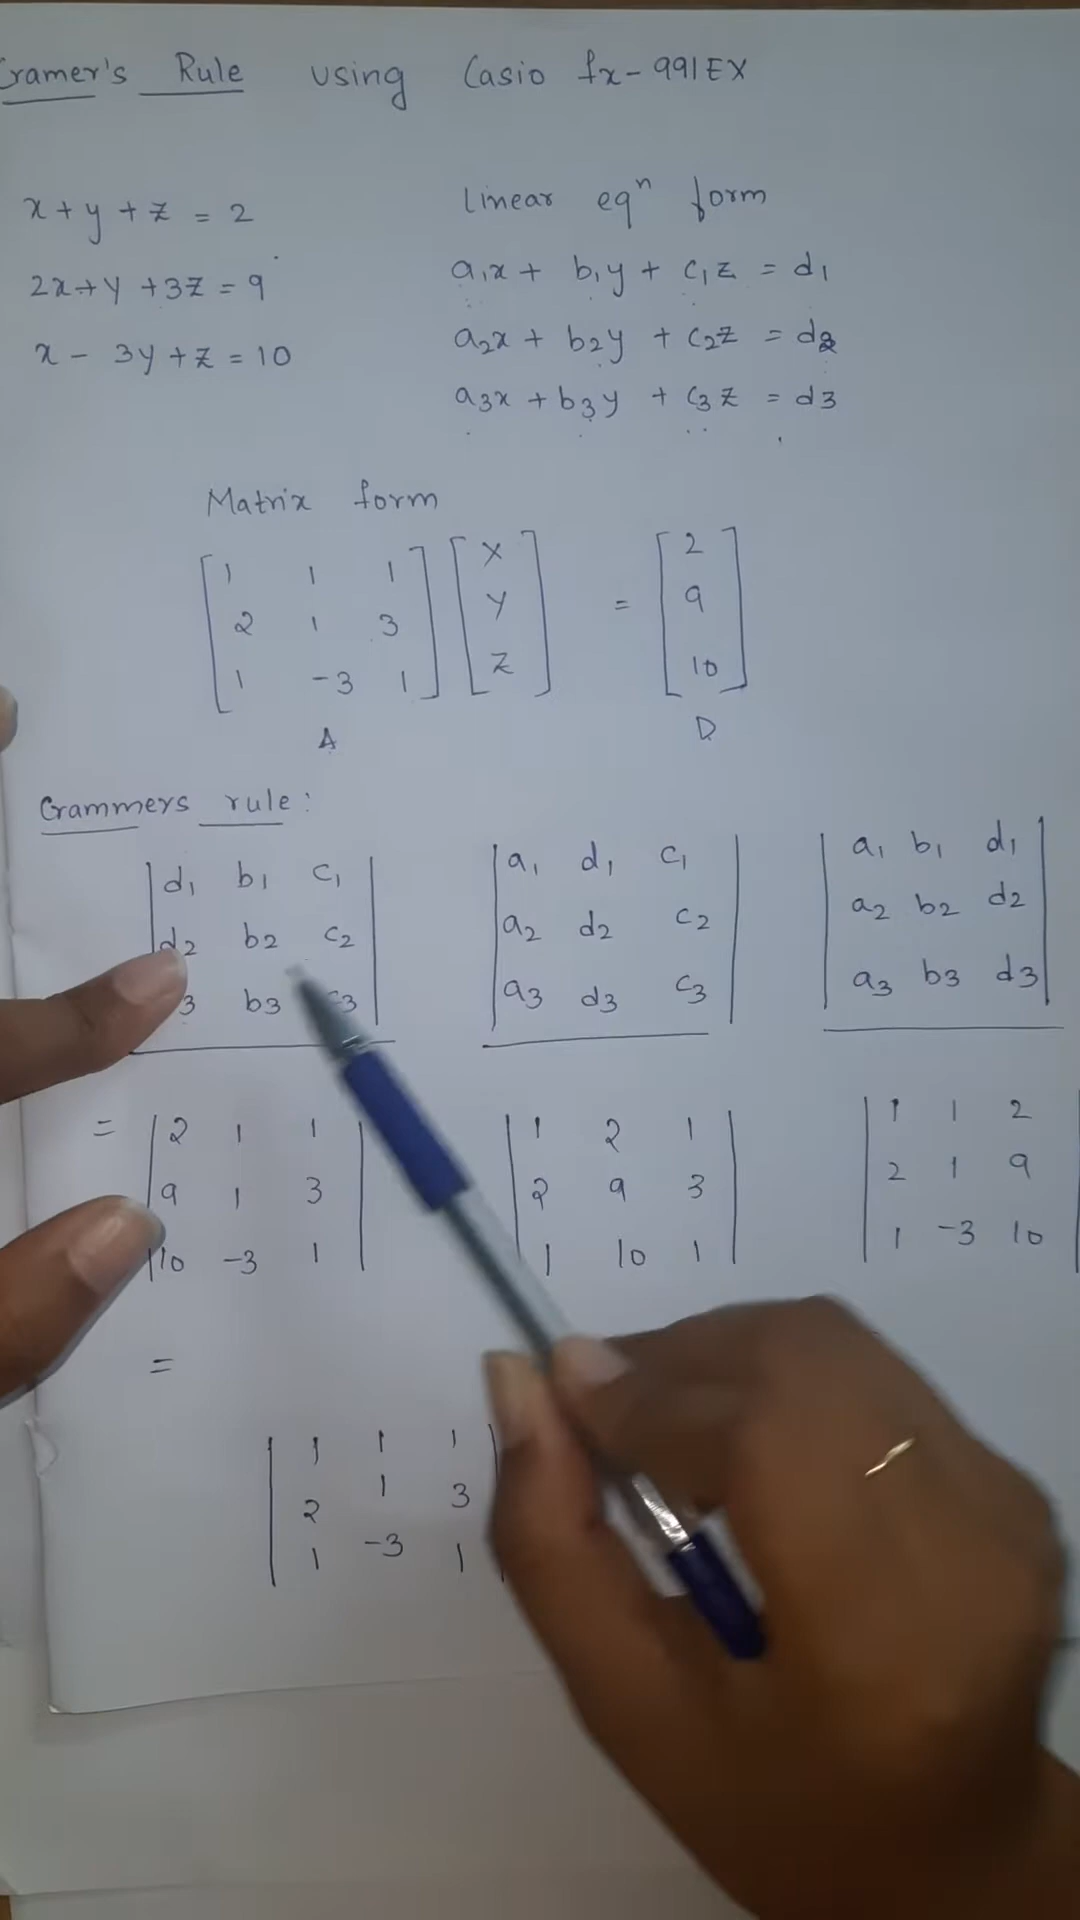 Cramer's Rule using Casio fx-991EX
x + y + z = 2
2x + y + 3z = 9
x - 3y + z = 10
Linear eqⁿ form
a₁x + b₁y + c₁z = d₁
a2x + b2y + c2z = d2
a3x + b3y + c3z = d3
Matrix form
1 1 1 X 2
2 1 3 Y = 9
1 -3 1 Z 10
A D
Crammers rule:
d₁ b₁ c₁
d2 b2 c2
3 b3 c3
a₁ d₁ c₁
a2 d2 c2
a3 d3 c3
a₁ b₁ d₁
a2 b2 d2
a3 b3 d3
= 2 1 1
9 1 3
10 -3 1
1 2 1
2 9 3
1 10 1
1 1 2
2 1 9
1 -3 10
=
1 1 1
2 1 3
1 -3 1